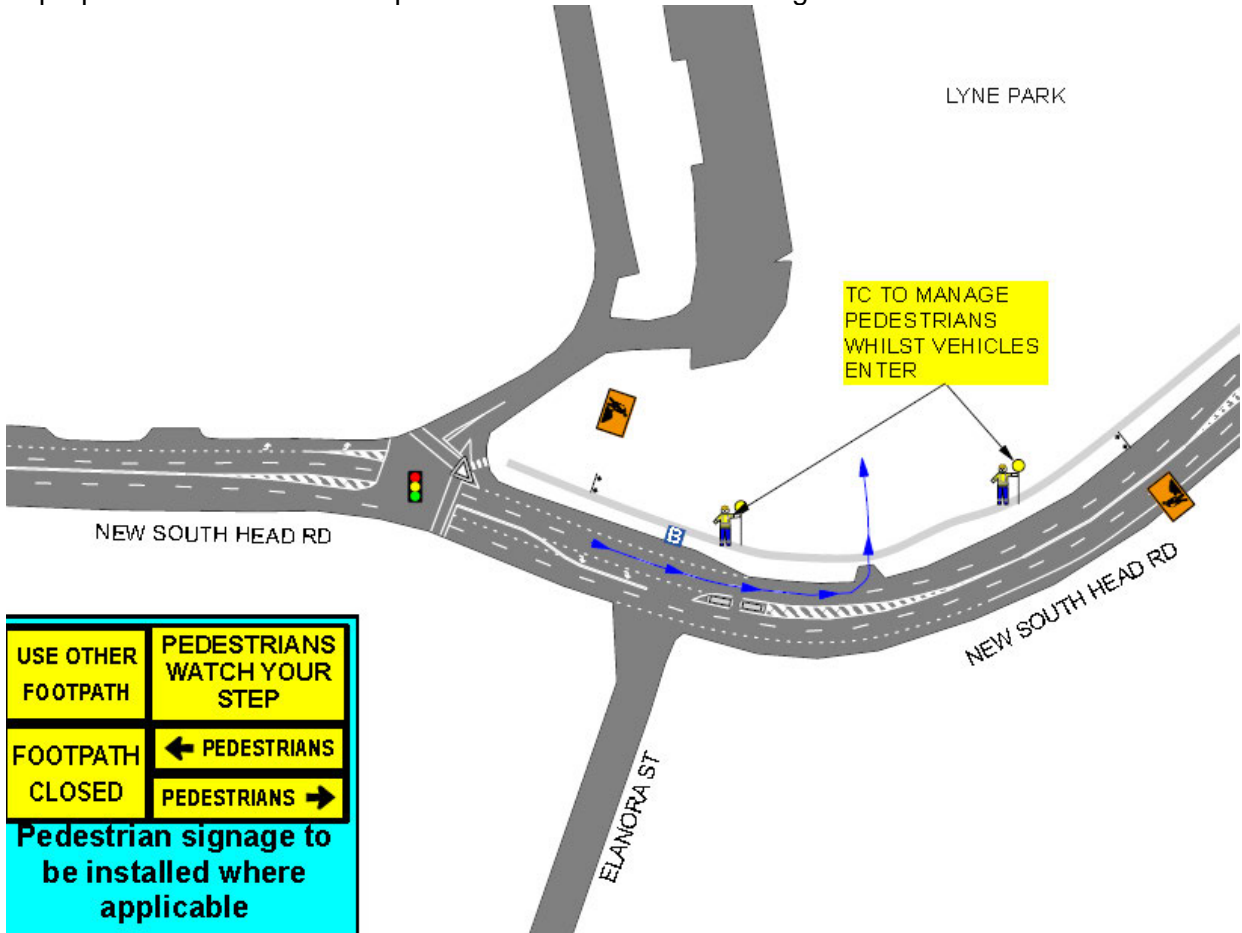 LYNE PARK
TC TO MANAGE
PEDESTRIANS
WHILST VEHICLES
ENTER
NEW SOUTH HEAD RD
B
NEW SOUTH HEAD RD
ELANORA ST
USE OTHER
FOOTPATH
PEDESTRIANS
WATCH YOUR
STEP
FOOTPATH
CLOSED
← PEDESTRIANS
PEDESTRIANS →
Pedestrian signage to
be installed where
applicable